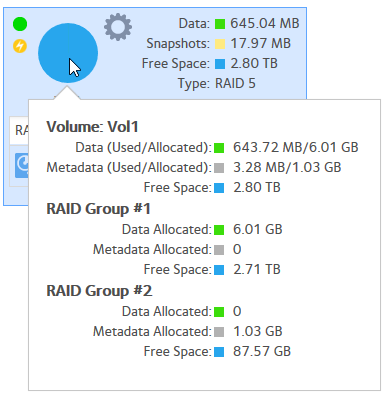 Data: 645.04 MB
Snapshots: 17.97 MB
Free Space: 2.80 TB
Type: RAID 5
RA
Volume: Vol1
Data (Used/Allocated): 643.72 MB/6.01 GB
Metadata (Used/Allocated): 3.28 MB/1.03 GB
Free Space: 2.80 TB
RAID Group #1
Data Allocated: 6.01 GB
Metadata Allocated: 0
Free Space: 2.71 TB
RAID Group #2
Data Allocated: 0
Metadata Allocated: 1.03 GB
Free Space: 87.57 GB